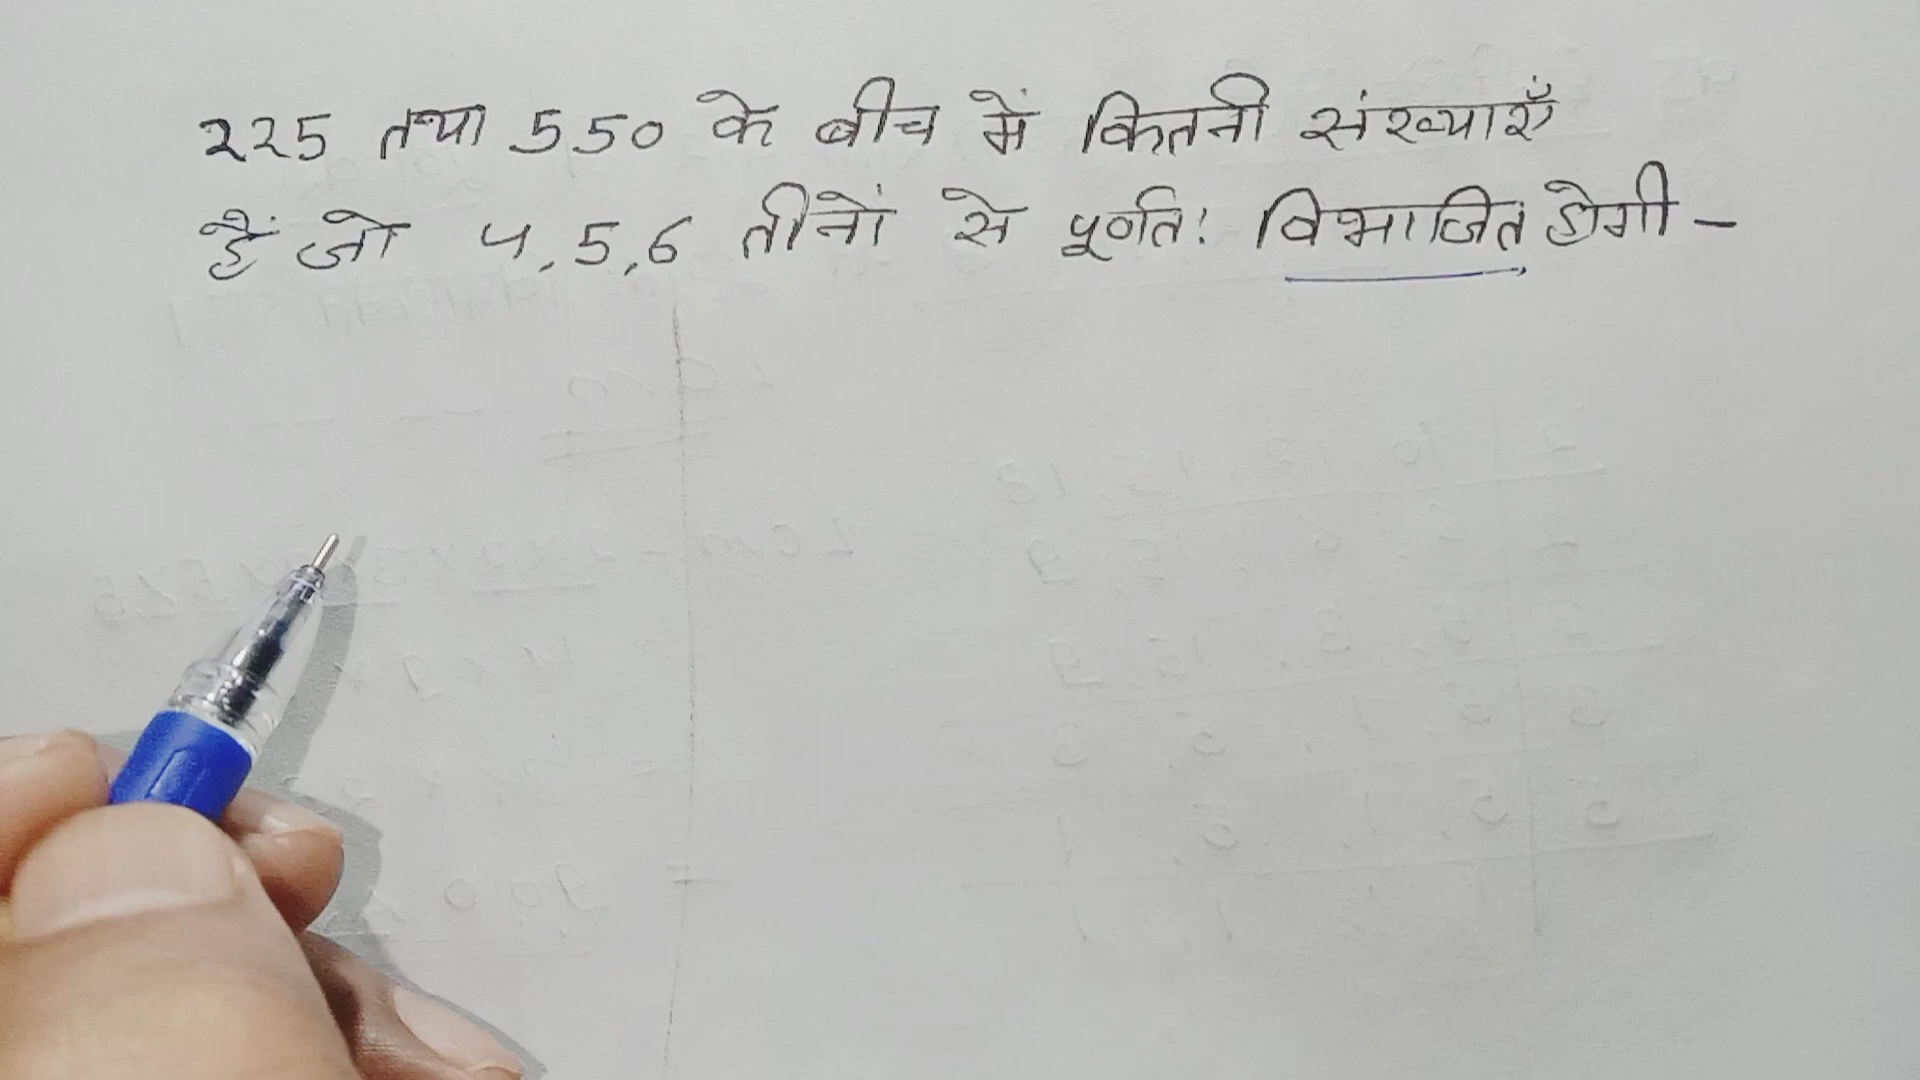 225 तथा 550 के बीच में कितनी संख्याएँ
हैं जो 4,5,6 तीनों से पूर्णतः विभाजित होगी -